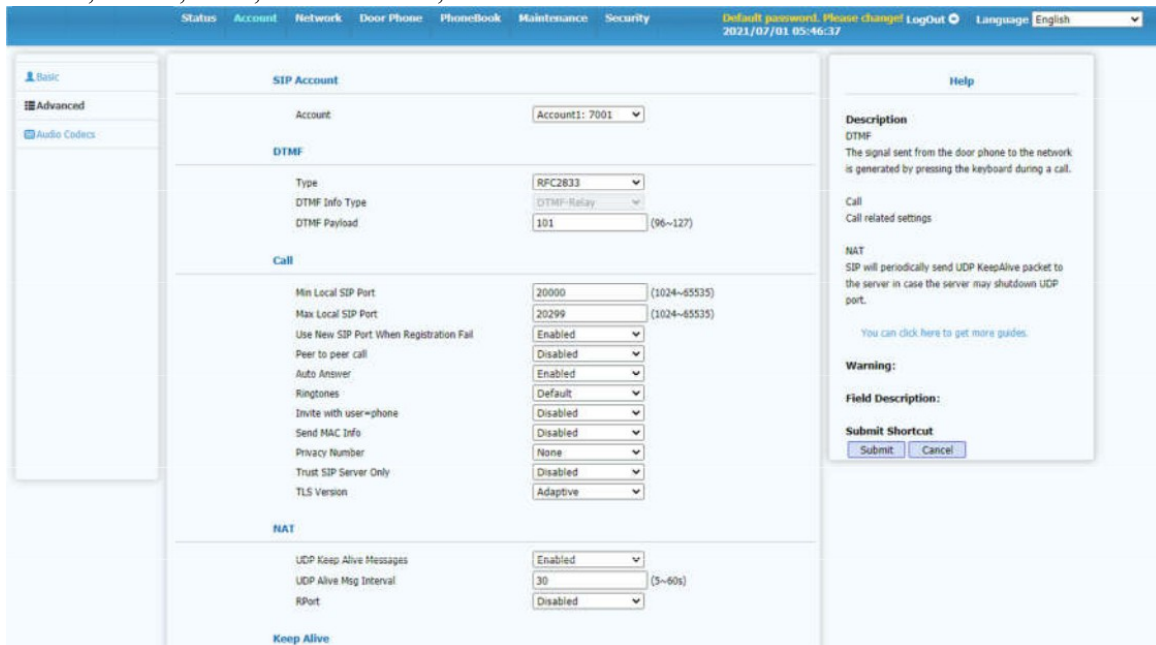 Status Account Network Door Phone PhoneBook Maintenance Security Default password. Please change! LogOut Language English
2021/07/01 05:46:37
Basic
Advanced
Audio Codecs
SIP Account
Account Account1: 7001
DTMF
Type RFC2833
DTMF Info Type DTMF-Relay
DTMF Payload 101 (96~127)
Call
Min Local SIP Port 20000 (1024~65535)
Max Local SIP Port 20299 (1024~65535)
Use New SIP Port When Registration Fail Enabled
Peer to peer call Disabled
Auto Answer Enabled
Ringtones Default
Invite with user=phone Disabled
Send MAC Info Disabled
Privacy Number None
Trust SIP Server Only Disabled
TLS Version Adaptive
NAT
UDP Keep Alive Messages Enabled
UDP Alive Msg Interval 30 (5~60s)
RPort Disabled
Keep Alive
Help
Description
DTMF
The signal sent from the door phone to the network
is generated by pressing the keyboard during a call.
Call
Call related settings
NAT
SIP will periodically send UDP KeepAlive packet to
the server in case the server may shutdown UDP
port.
You can click here to get more guides.
Warning:
Field Description:
Submit Shortcut
Submit Cancel